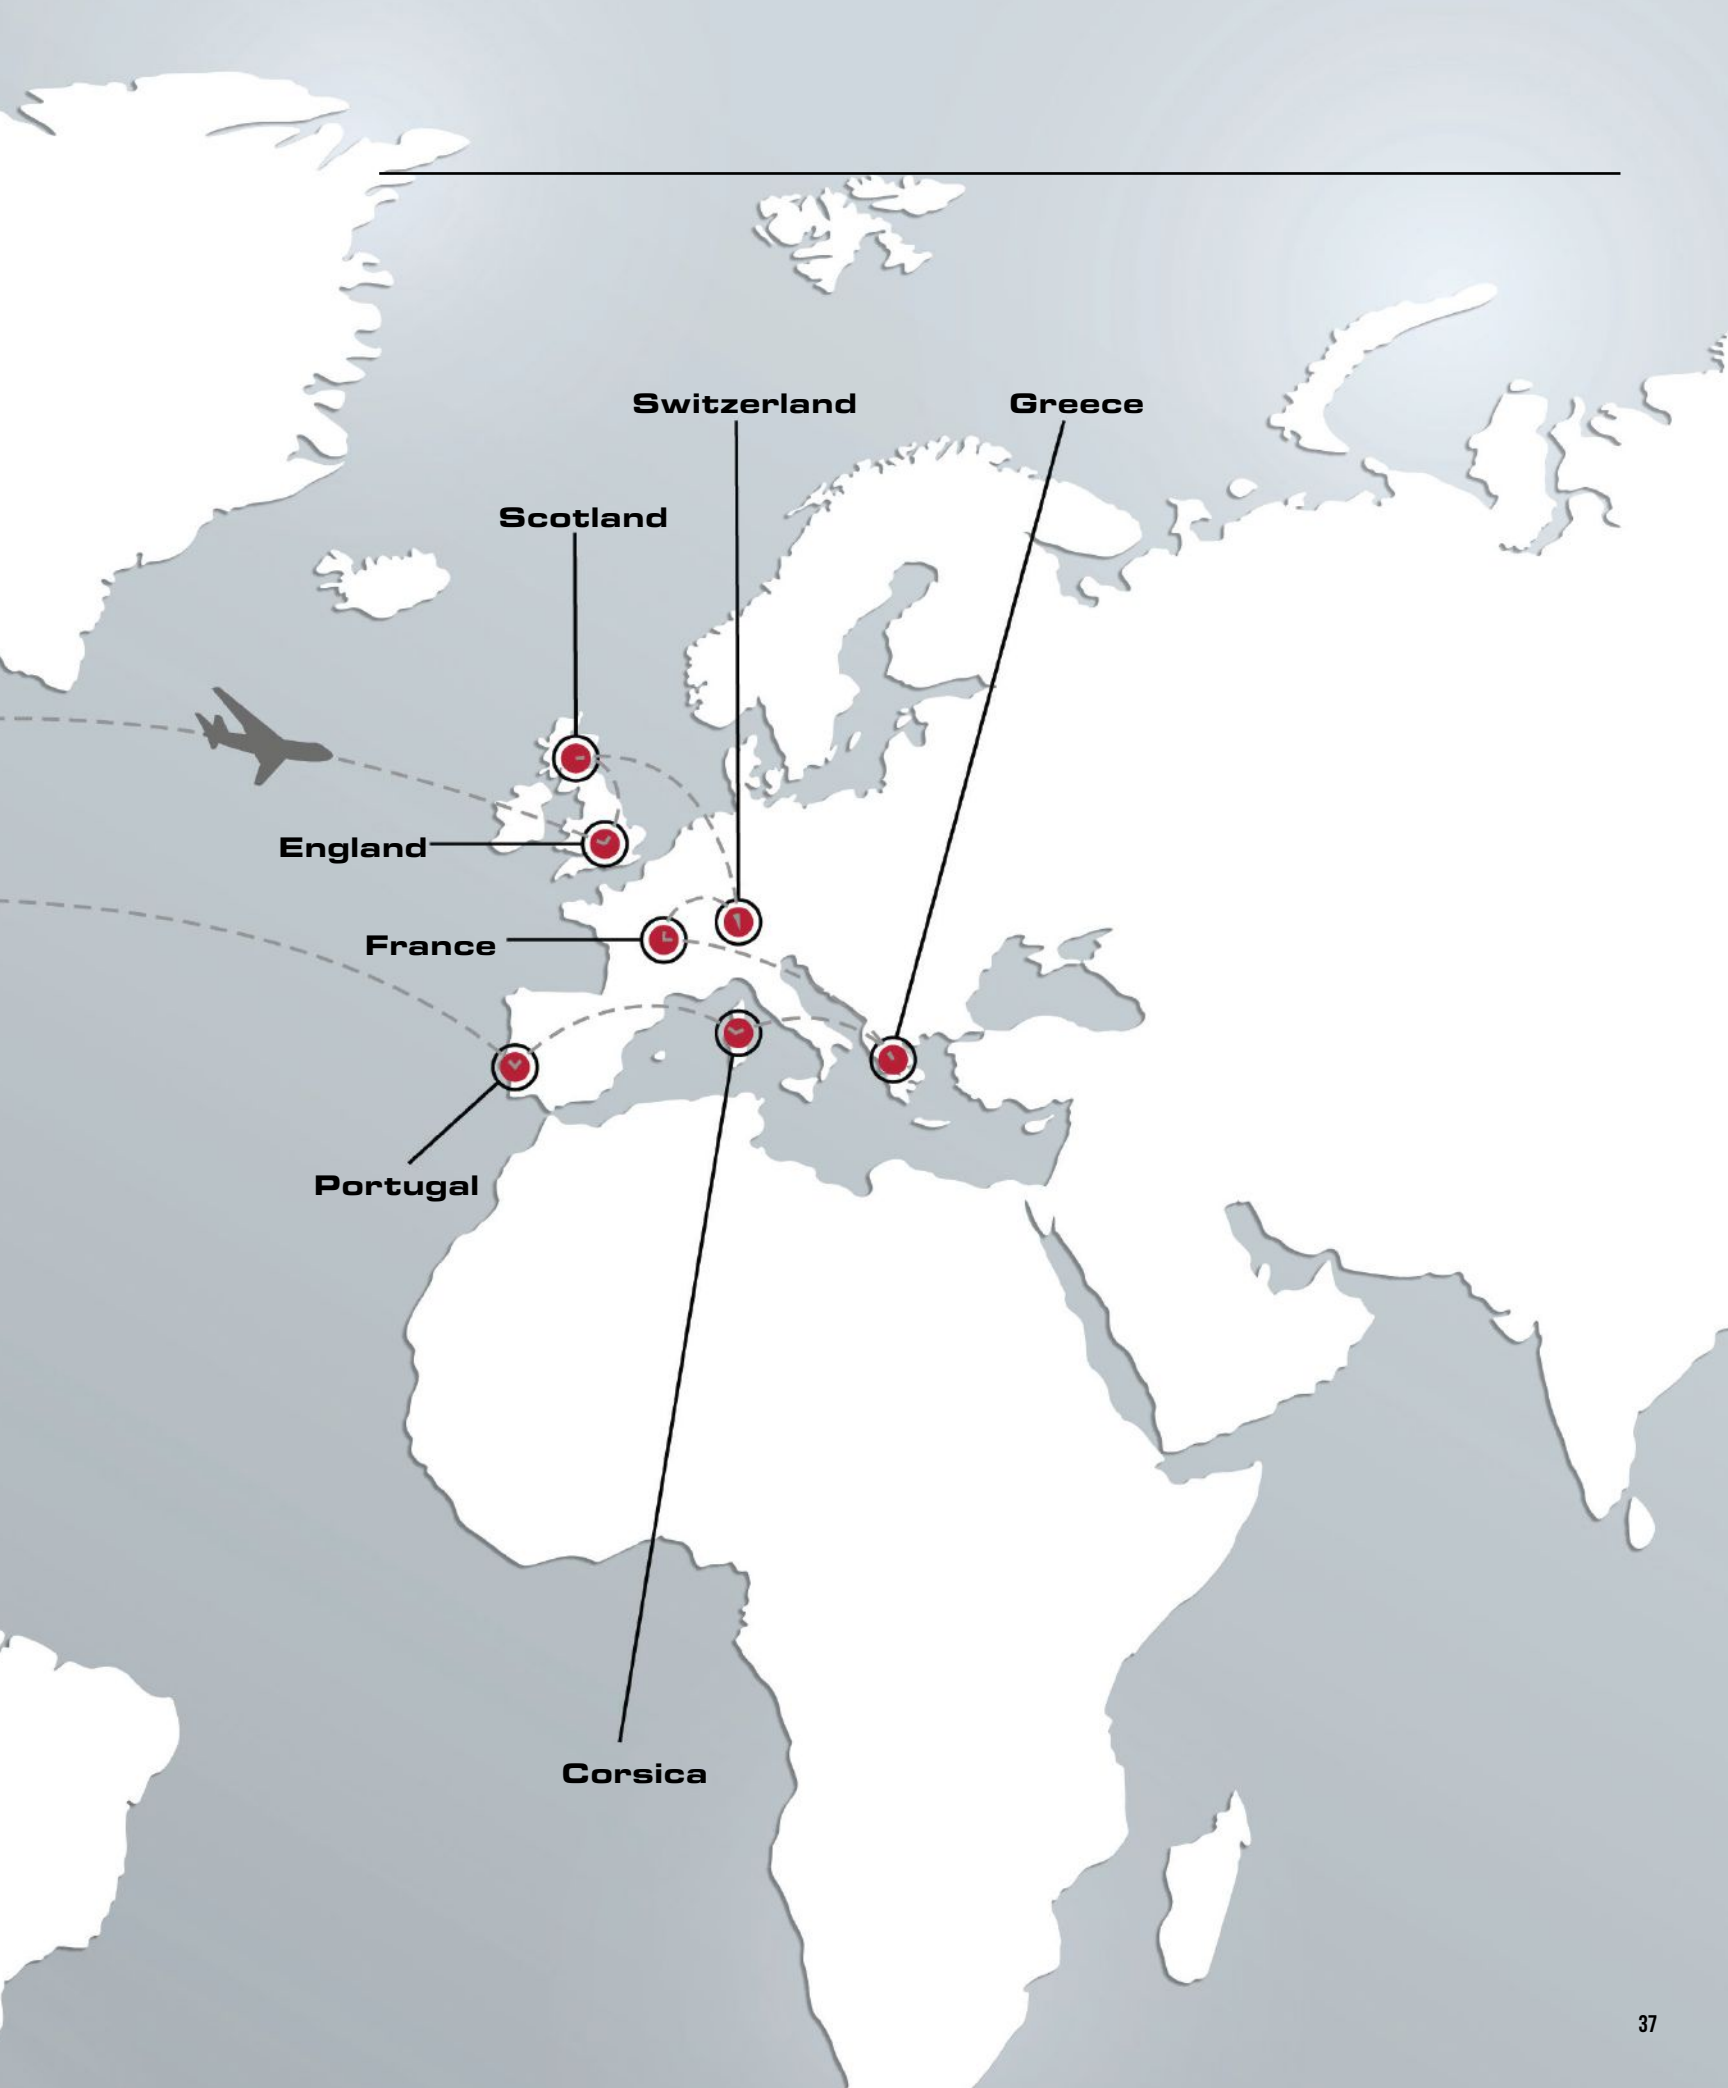 Switzerland
Greece
Scotland
England
France
Portugal
Corsica
37